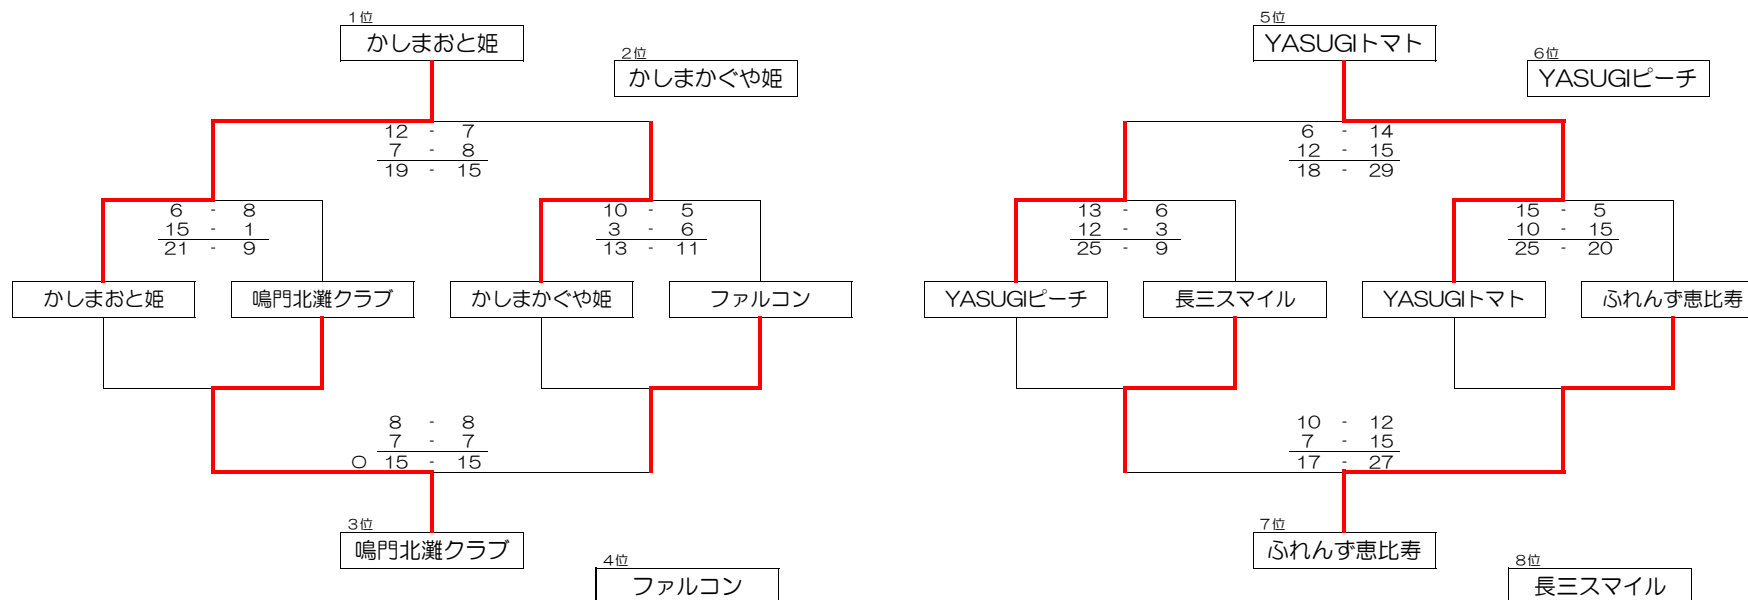 1位
かしまおと姫
2位
かしまかぐや姫
12 - 7
7 - 8
19 - 15
6 - 8
15 - 1
21 - 9
10 - 5
3 - 6
13 - 11
かしまおと姫
鳴門北灘クラブ
かしまかぐや姫
ファルコン
8 - 8
7 - 7
○ 15 - 15
3位
鳴門北灘クラブ
4位
ファルコン
5位
YASUGIトマト
6位
YASUGIピーチ
6 - 14
12 - 15
18 - 29
13 - 6
12 - 3
25 - 9
15 - 5
10 - 15
25 - 20
YASUGIピーチ
長三スマイル
YASUGIトマト
ふれんず恵比寿
10 - 12
7 - 15
17 - 27
7位
ふれんず恵比寿
8位
長三スマイル